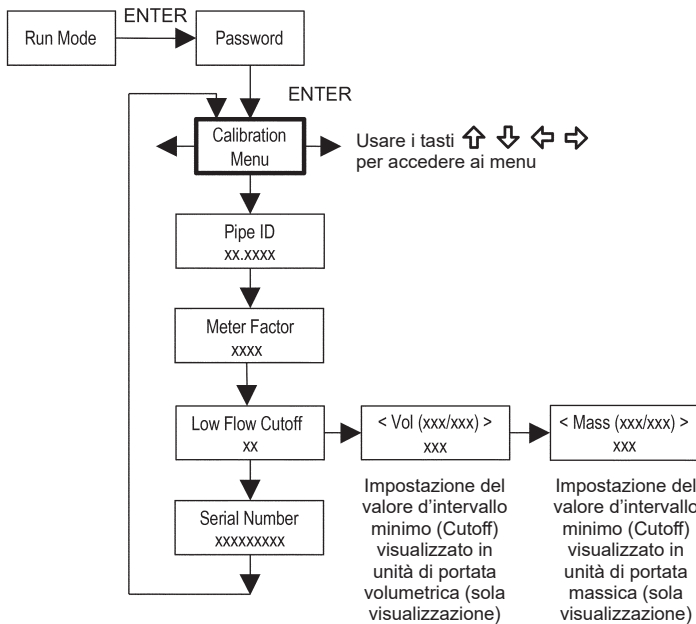 ENTER
Run Mode
Password
ENTER
Calibration
Menu
Usare i tasti
per accedere ai menu
Pipe ID
xx.xxxx
Meter Factor
xxxx
Low Flow Cutoff
xx
< Vol (xxx/xxx) >
xxx
< Mass (xxx/xxx) >
xxx
Impostazione del
valore d'intervallo
minimo (Cutoff)
visualizzato in
unità di portata
volumetrica (sola
visualizzazione)
Impostazione del
valore d'intervallo
minimo (Cutoff)
visualizzato in
unità di portata
massica (sola
visualizzazione)
Serial Number
xxxxxxxxx